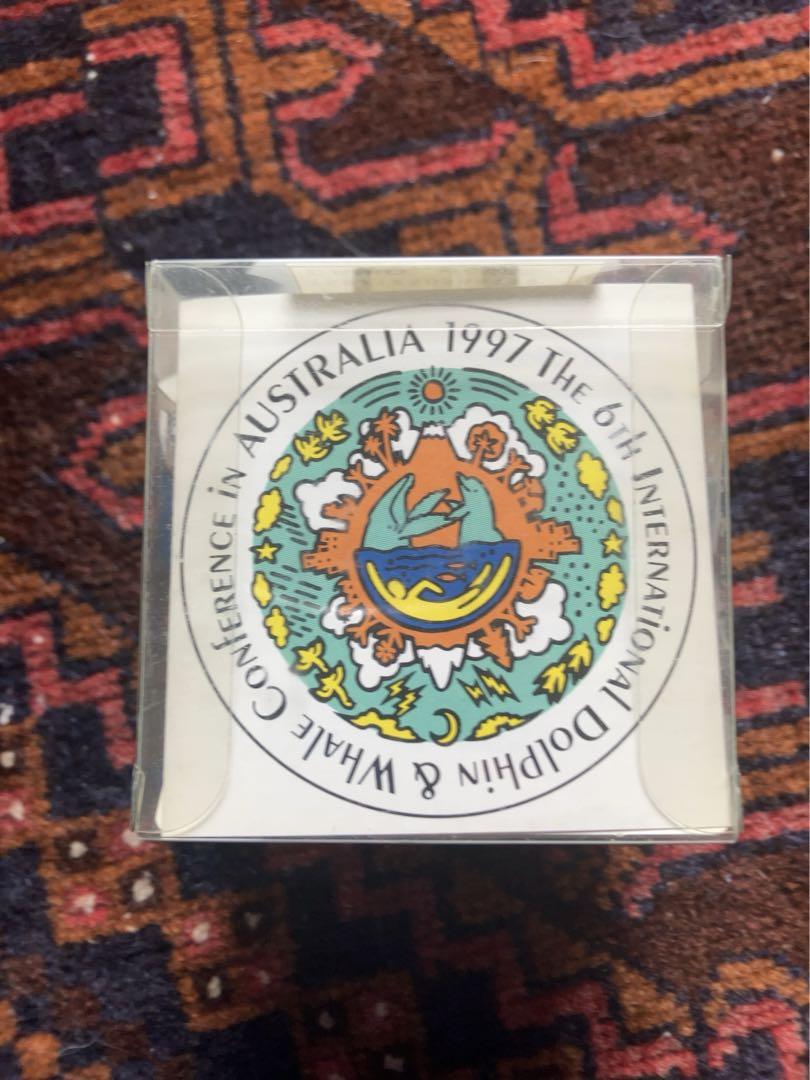 The 6th International Dolphin & Whale Conference in AUSTRALIA 1997